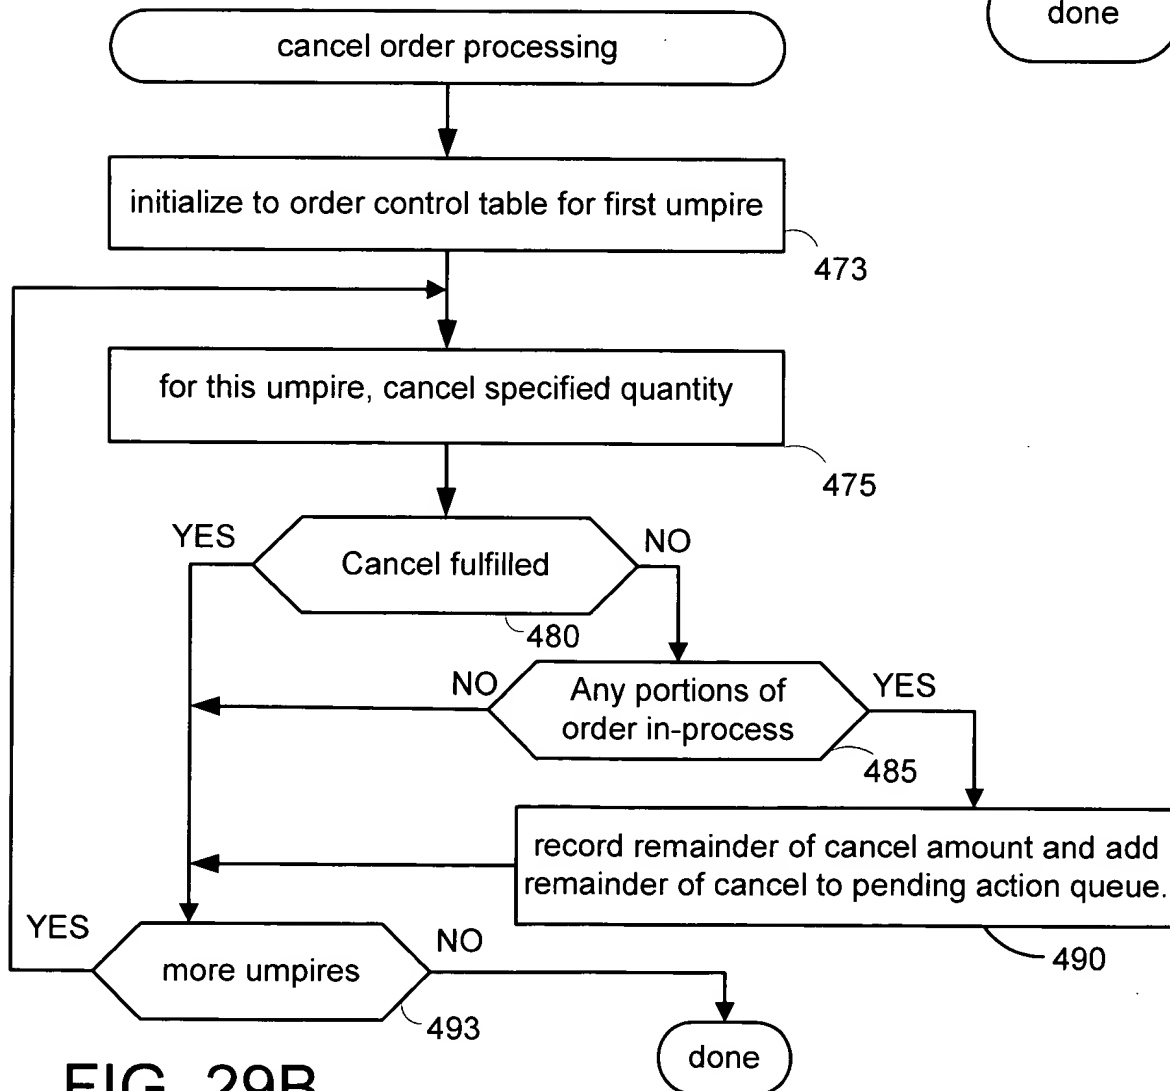 done
cancel order processing
initialize to order control table for first umpire
473
for this umpire, cancel specified quantity
475
YES
NO
Cancel fulfilled
480
NO
Any portions of
order in-process
YES
485
record remainder of cancel amount and add
remainder of cancel to pending action queue.
490
YES
more umpires
NO
493
done
FIG. 29B